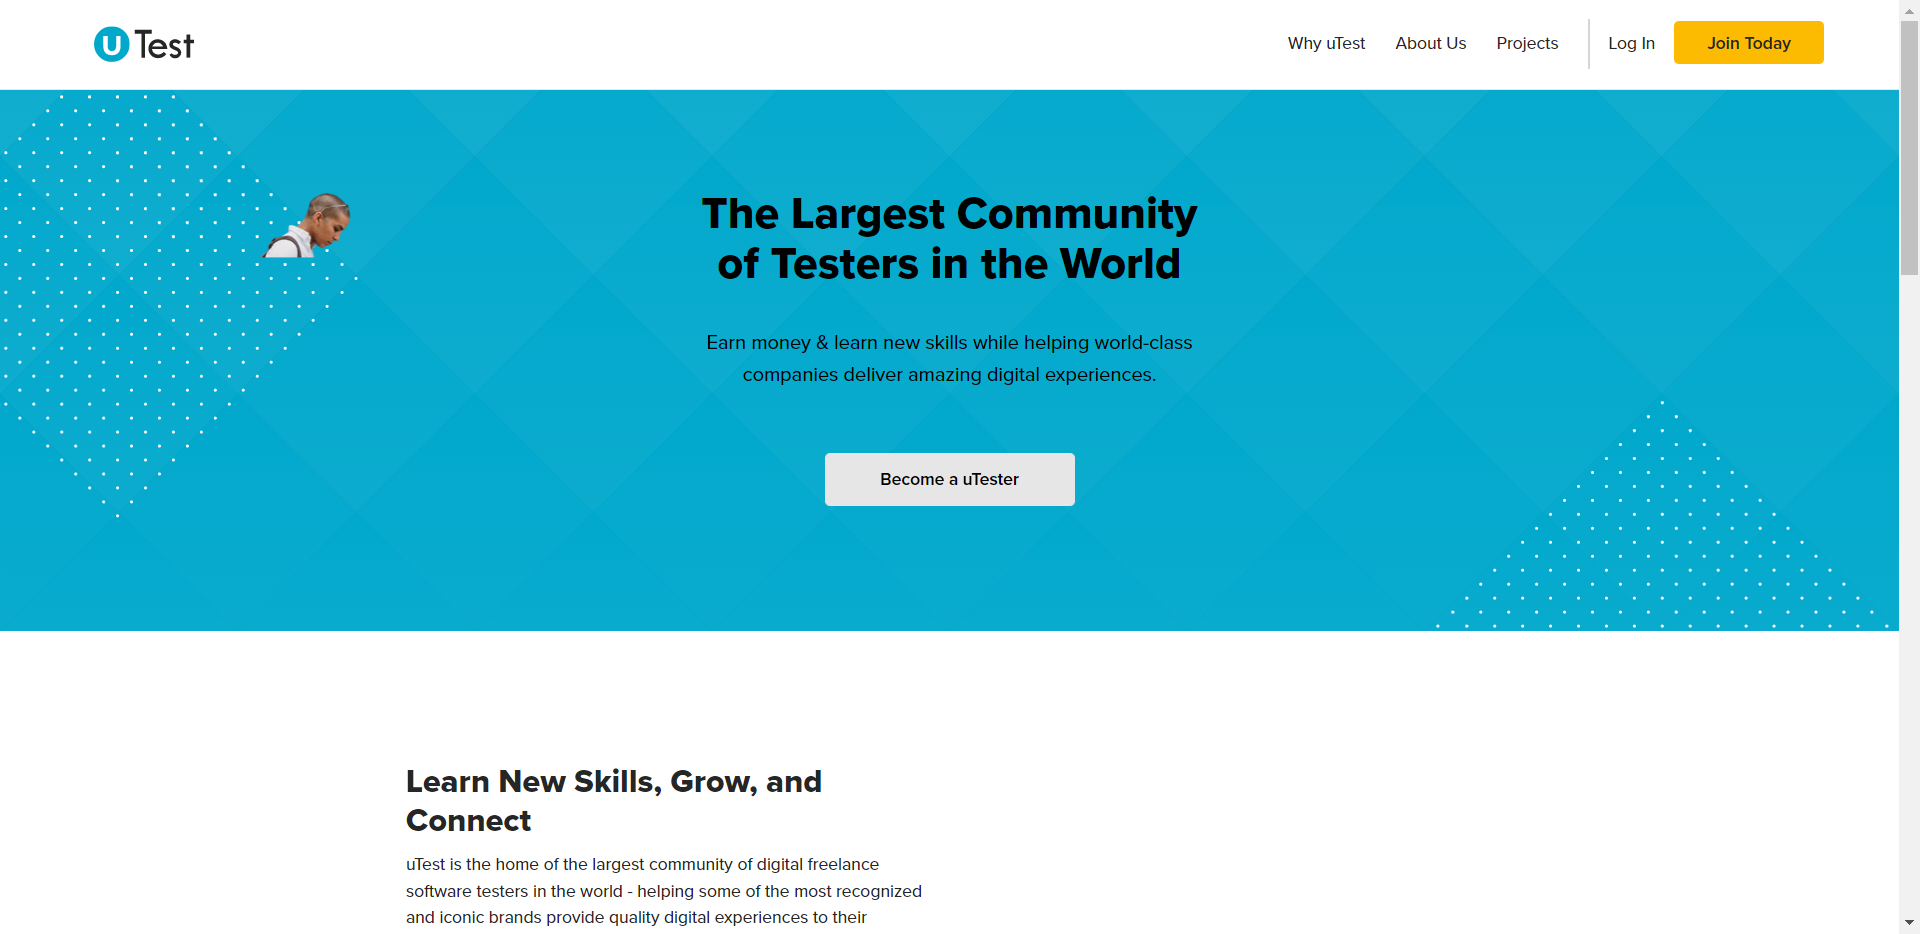 uTest
Why uTest
About Us
Projects
Log In
Join Today
The Largest Community
of Testers in the World
Earn money & learn new skills while helping world-class
companies deliver amazing digital experiences.
Become a uTester
Learn New Skills, Grow, and
Connect
uTest is the home of the largest community of digital freelance
software testers in the world - helping some of the most recognized
and iconic brands provide quality digital experiences to their